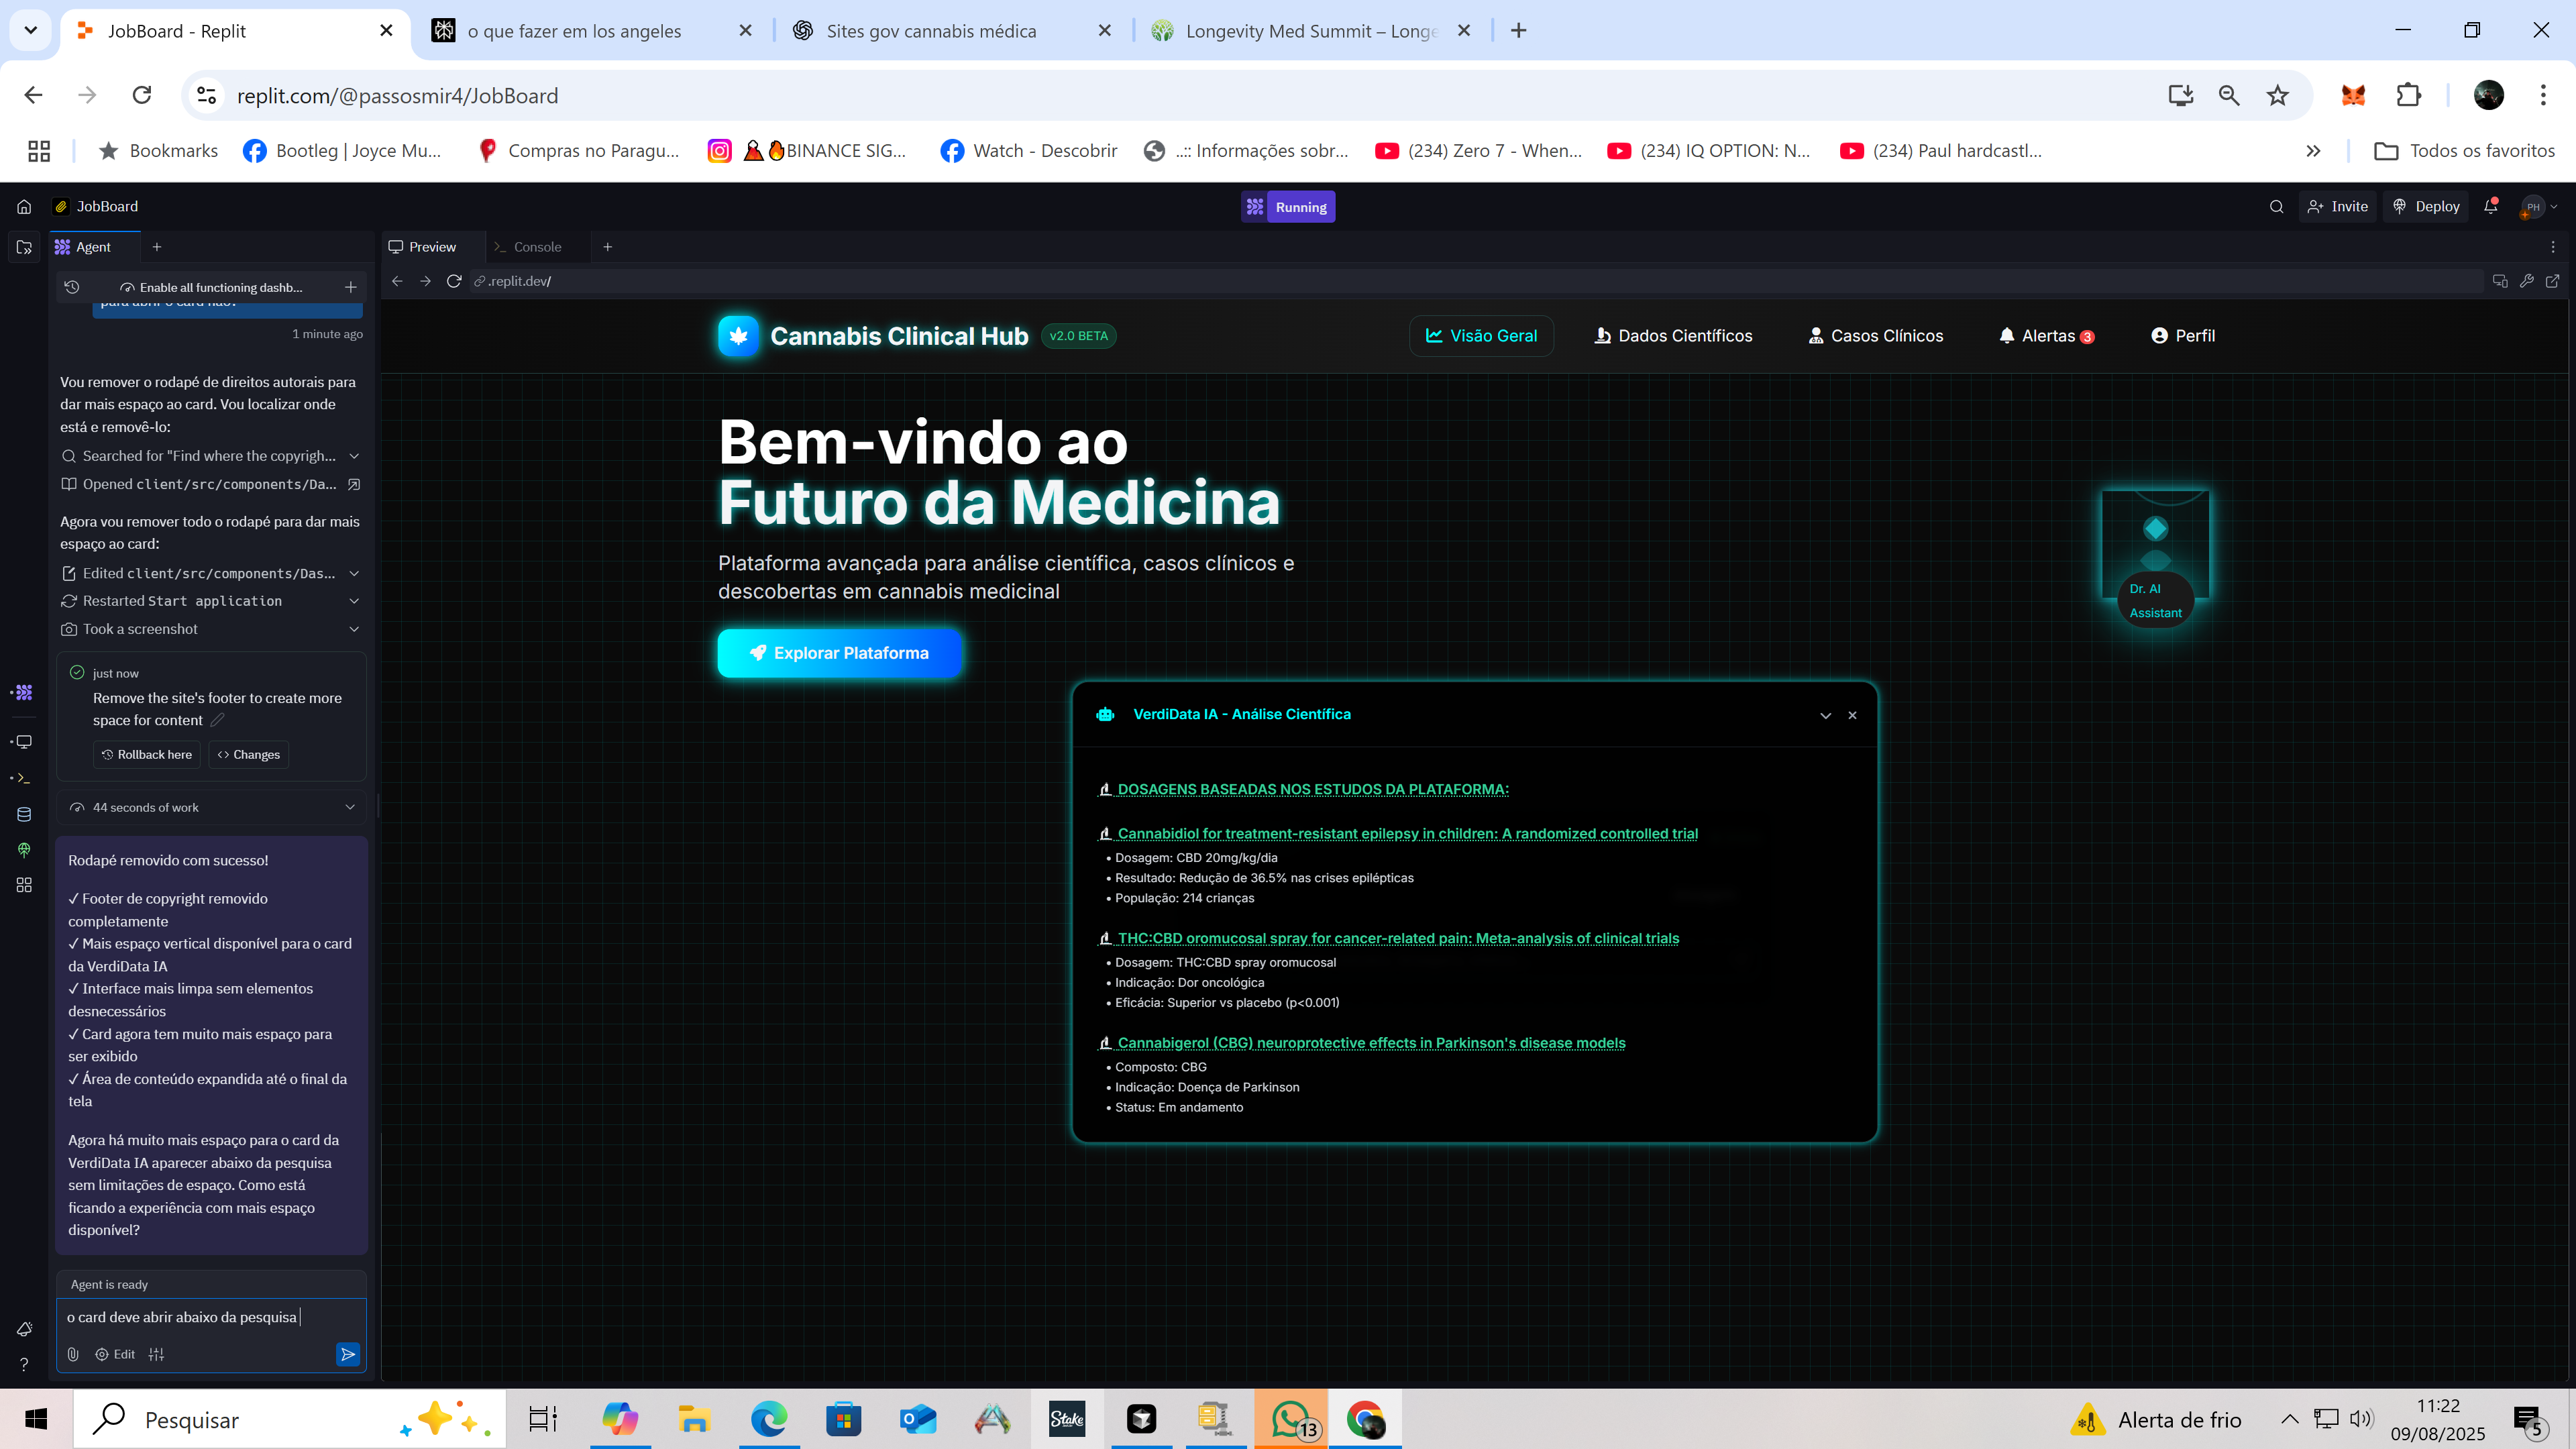 JobBoard - Replit
o que fazer em los angeles
Sites gov cannabis médica
Longevity Med Summit – Longe
replit.com/@passosmir4/JobBoard
Bookmarks
Bootleg | Joyce Mu...
Compras no Paragu...
BINANCE SIG...
Watch - Descobrir
..:: Informações sobr...
(234) Zero 7 - When...
(234) IQ OPTION: N...
(234) Paul hardcastl...
Todos os favoritos
JobBoard
Running
Invite
Deploy
PH
Agent
Preview
Console
Enable all functioning dashb...
.replit.dev/
para abrir o card não?
1 minute ago
Vou remover o rodapé de direitos autorais para
dar mais espaço ao card. Vou localizar onde
está e removê-lo:
Searched for "Find where the copyrigh...
Opened client/src/components/Da...
Agora vou remover todo o rodapé para dar mais
espaço ao card:
Edited client/src/components/Das...
Restarted Start application
Took a screenshot
just now
Remove the site's footer to create more
space for content
Rollback here
Changes
44 seconds of work
Rodapé removido com sucesso!
✓ Footer de copyright removido
completamente
✓ Mais espaço vertical disponível para o card
da VerdiData IA
✓ Interface mais limpa sem elementos
desnecessários
✓ Card agora tem muito mais espaço para
ser exibido
✓ Área de conteúdo expandida até o final da
tela
Agora há muito mais espaço para o card da
VerdiData IA aparecer abaixo da pesquisa
sem limitações de espaço. Como está
ficando a experiência com mais espaço
disponível?
Agent is ready
o card deve abrir abaixo da pesquisa
Edit
Cannabis Clinical Hub
v2.0 BETA
Visão Geral
Dados Científicos
Casos Clínicos
Alertas 3
Perfil
Bem-vindo ao
Futuro da Medicina
Plataforma avançada para análise científica, casos clínicos e
descobertas em cannabis medicinal
Explorar Plataforma
Dr. AI
Assistant
VerdiData IA - Análise Científica
DOSAGENS BASEADAS NOS ESTUDOS DA PLATAFORMA:
Cannabidiol for treatment-resistant epilepsy in children: A randomized controlled trial
• Dosagem: CBD 20mg/kg/dia
• Resultado: Redução de 36.5% nas crises epilépticas
• População: 214 crianças
THC:CBD oromucosal spray for cancer-related pain: Meta-analysis of clinical trials
• Dosagem: THC:CBD spray oromucosal
• Indicação: Dor oncológica
• Eficácia: Superior vs placebo (p<0.001)
Cannabigerol (CBG) neuroprotective effects in Parkinson's disease models
• Composto: CBG
• Indicação: Doença de Parkinson
• Status: Em andamento
Pesquisar
Stake
13
Alerta de frio
11:22
09/08/2025
5